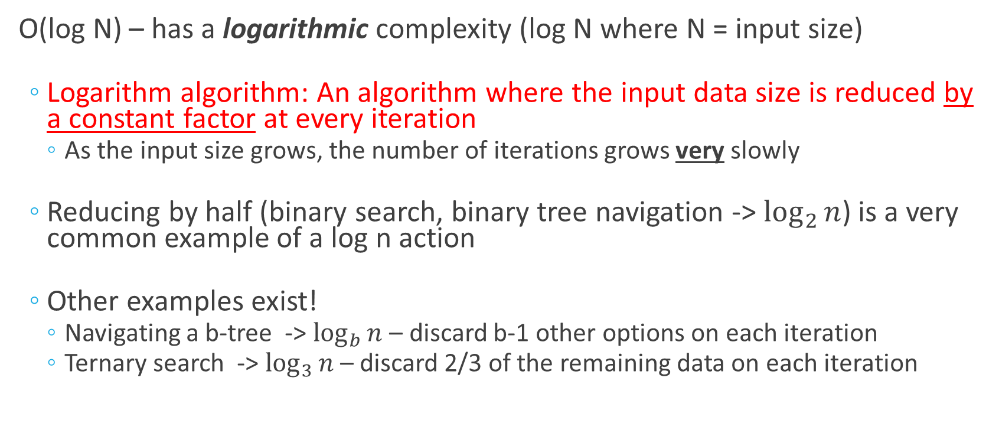 O(log N) – has a logarithmic complexity (log N where N = input size)
◦ Logarithm algorithm: An algorithm where the input data size is reduced by
a constant factor at every iteration
◦ As the input size grows, the number of iterations grows very slowly
◦ Reducing by half (binary search, binary tree navigation -> log₂ n) is a very
common example of a log n action
◦ Other examples exist!
◦ Navigating a b-tree -> log_b n – discard b-1 other options on each iteration
◦ Ternary search -> log₃ n – discard 2/3 of the remaining data on each iteration